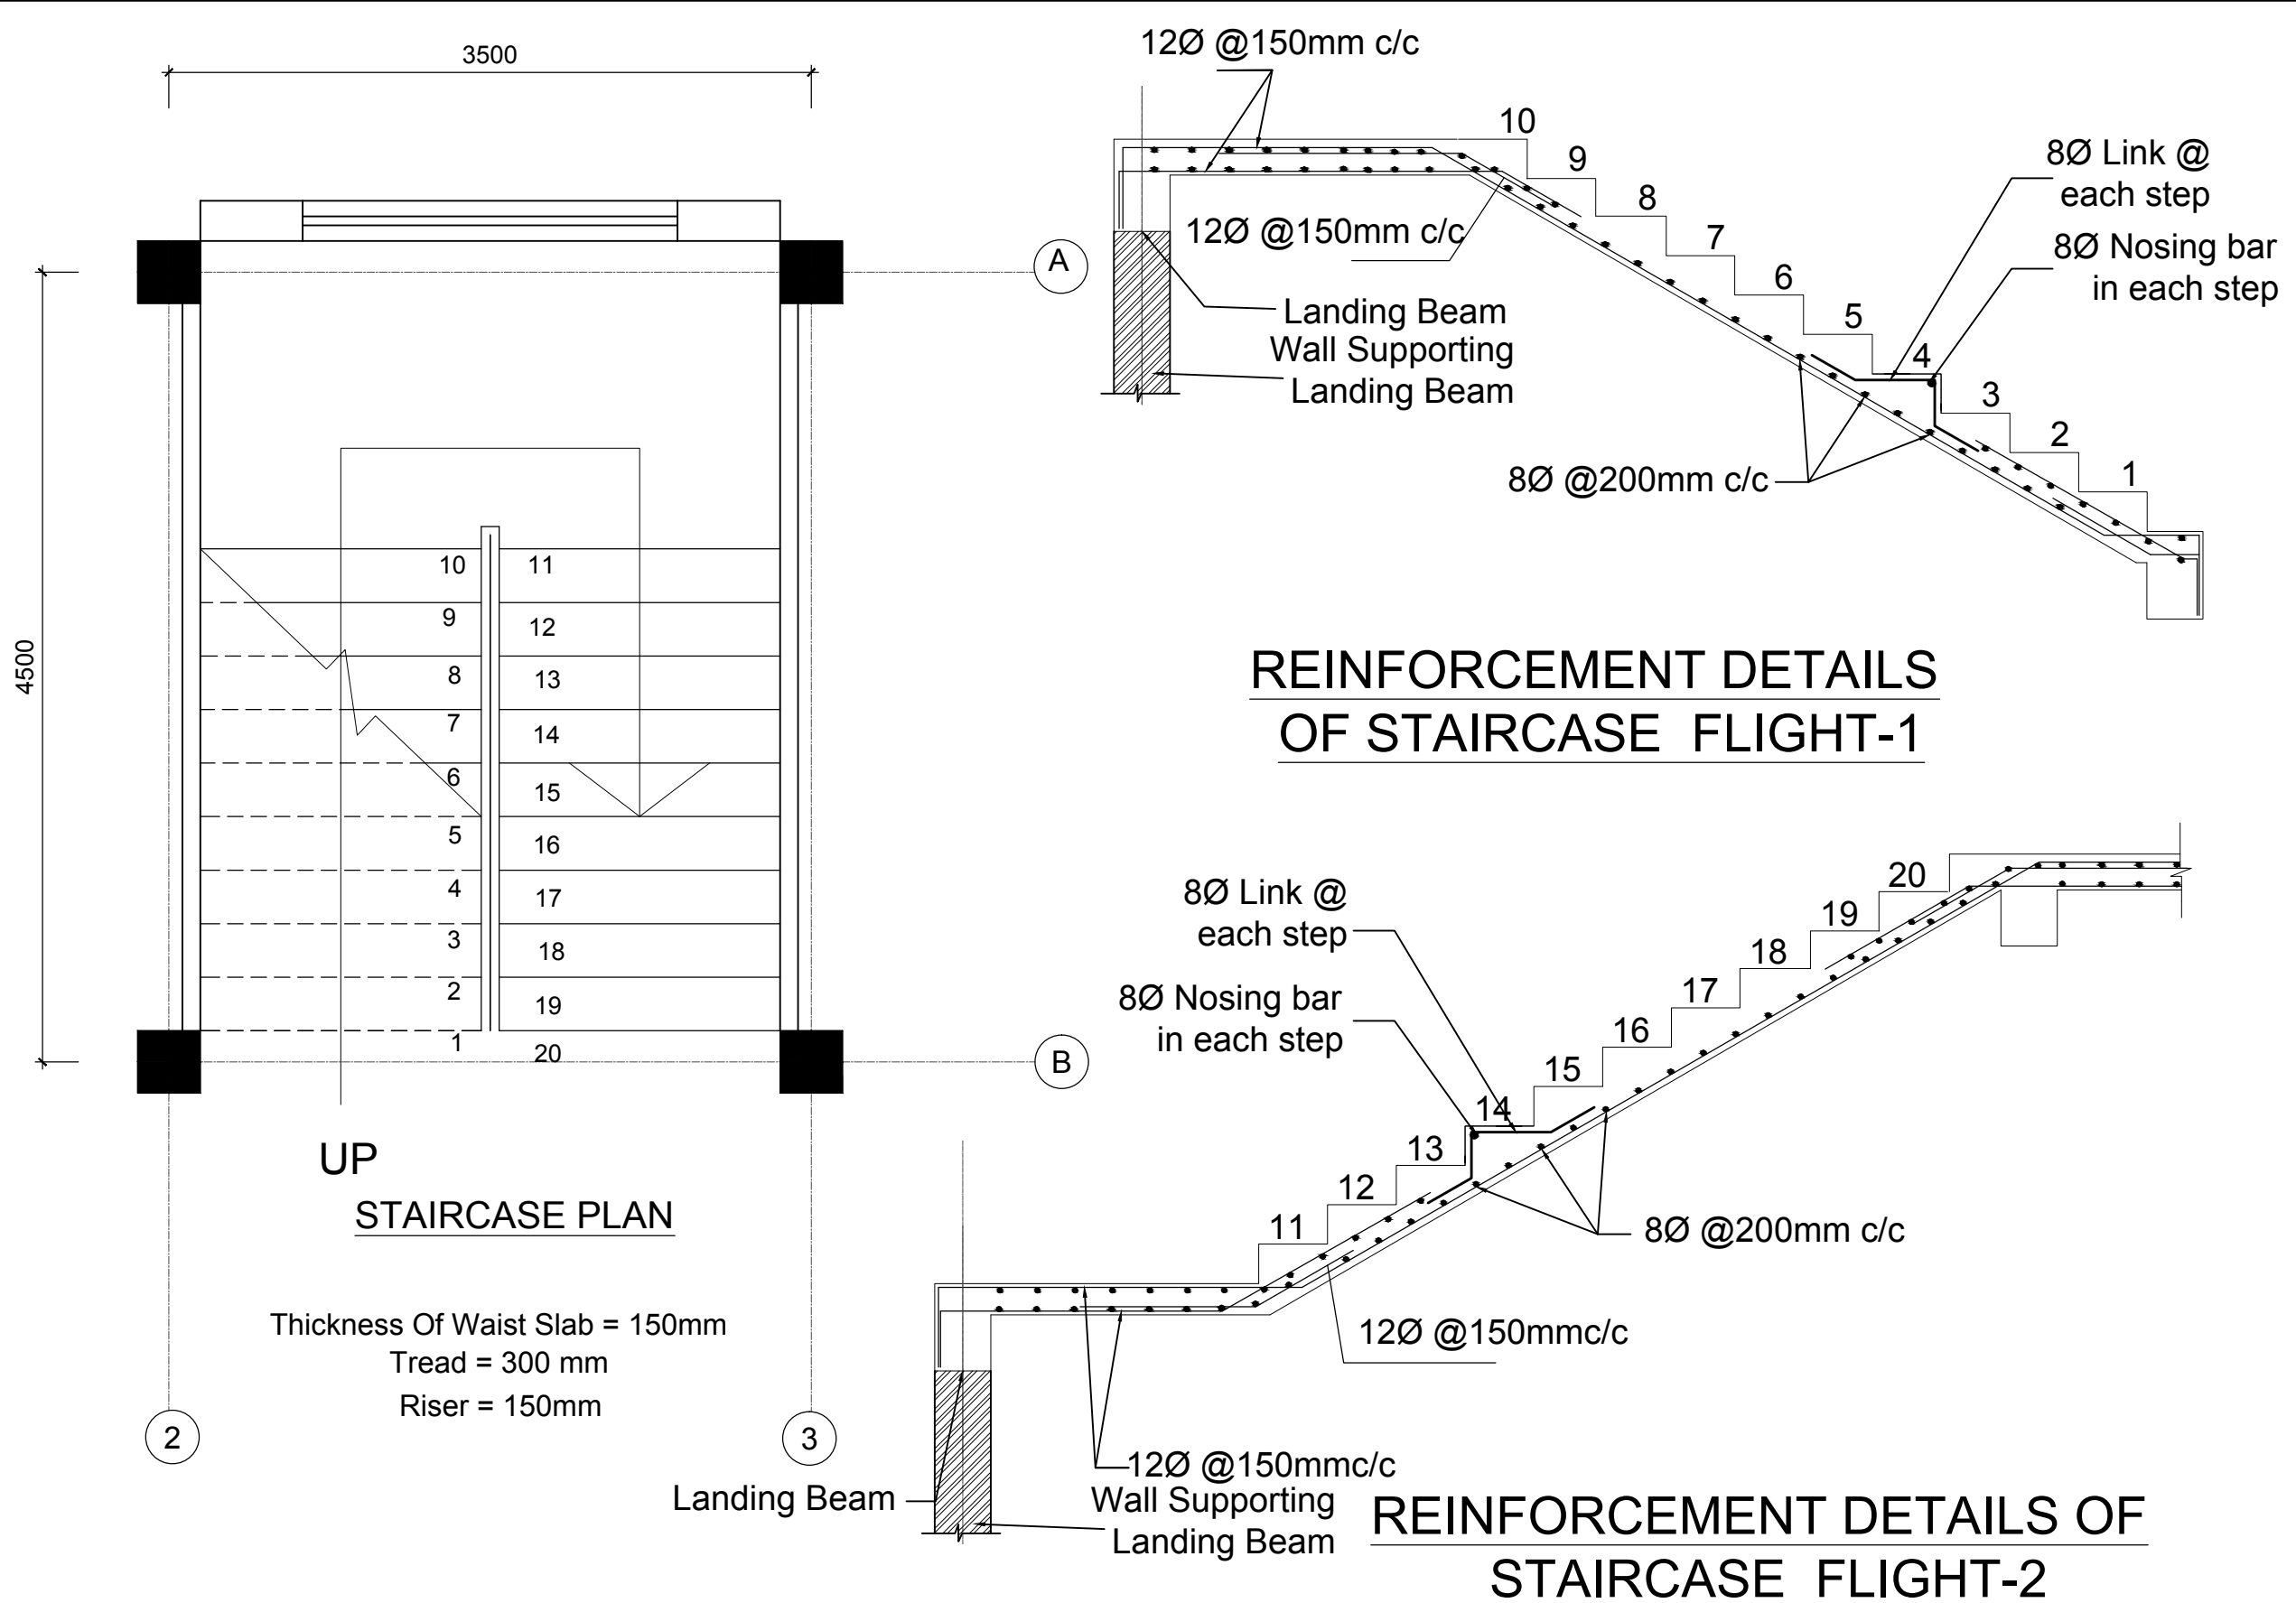 3500
4500
A
B
10
11
9
12
8
13
7
14
6
15
5
16
4
17
3
18
2
19
1
20
UP
STAIRCASE PLAN
Thickness Of Waist Slab = 150mm
Tread = 300 mm
Riser = 150mm
2
3
12Ø @150mm c/c
10
9
8
7
6
5
4
3
2
1
8Ø Link @
each step
8Ø Nosing bar
in each step
12Ø @150mm c/c
Landing Beam
Wall Supporting
Landing Beam
8Ø @200mm c/c
REINFORCEMENT DETAILS
OF STAIRCASE FLIGHT-1
20
19
18
17
16
15
14
13
12
11
8Ø Link @
each step
8Ø Nosing bar
in each step
8Ø @200mm c/c
12Ø @150mmc/c
12Ø @150mmc/c
Landing Beam
Wall Supporting
Landing Beam
REINFORCEMENT DETAILS OF
STAIRCASE FLIGHT-2